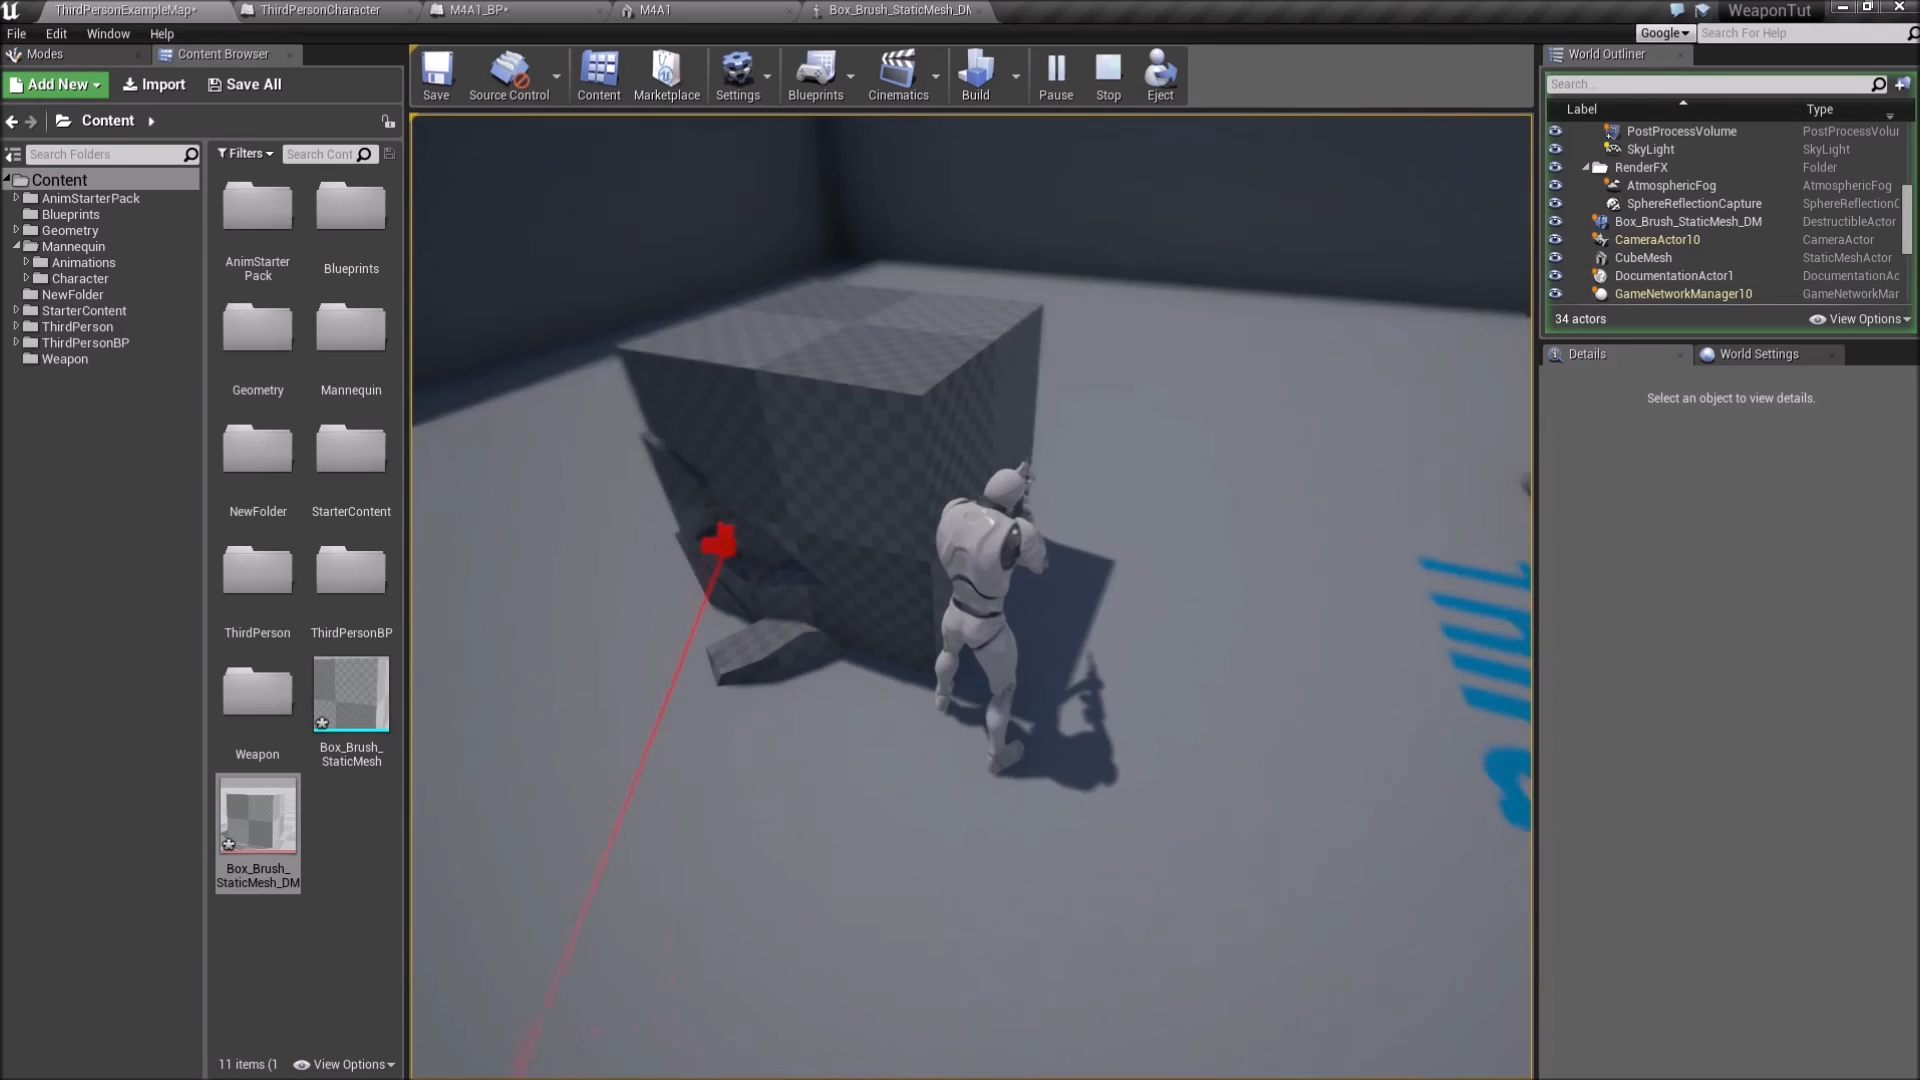 ThirdPersonExampleMap*
ThirdPersonCharacter
M4A1_BP*
M4A1
Box_Brush_StaticMesh_DM
WeaponTut
File Edit Window Help
Google
Search For Help
Modes
Content Browser
World Outliner
Add New
Import
Save All
Save
Source Control
Content
Marketplace
Settings
Blueprints
Cinematics
Build
Pause
Stop
Eject
Search...
Label Type
Content
Search Folders
Filters
Search Cont
PostProcessVolume PostProcessVolu
SkyLight SkyLight
RenderFX Folder
AtmosphericFog AtmosphericFog
SphereReflectionCapture SphereReflectionC
Box_Brush_StaticMesh_DM DestructibleActor
CameraActor10 CameraActor
CubeMesh StaticMeshActor
DocumentationActor1 DocumentationAc
GameNetworkManager10 GameNetworkMar
34 actors
View Options
Details
World Settings
Select an object to view details.
Content
AnimStarterPack
Blueprints
Geometry
Mannequin
Animations
Character
NewFolder
StarterContent
ThirdPerson
ThirdPersonBP
Weapon
AnimStarter
Pack
Blueprints
Geometry
Mannequin
NewFolder
StarterContent
ThirdPerson
ThirdPersonBP
Weapon
Box_Brush_
StaticMesh
Box_Brush_
StaticMesh_DM
11 items (1
View Options